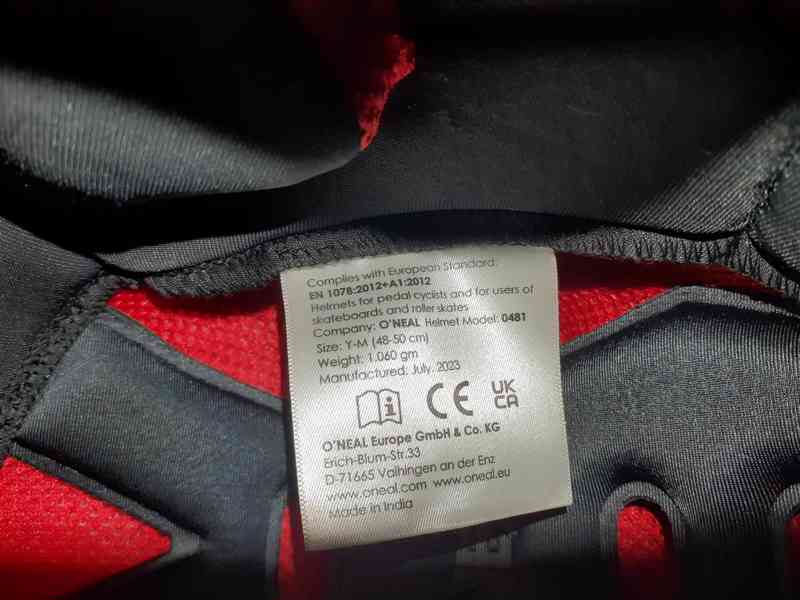 Complies with European Standard:
EN 1078:2012+A1:2012
Helmets for pedal cyclists and for users of
skateboards and roller skates
Company: O'NEAL Helmet Model: 0481
Size: Y-M (48-50 cm)
Weight: 1.060 gm
Manufactured: July, 2023
i CE UK
CA
O'NEAL Europe GmbH & Co. KG
Erich-Blum-Str.33
D-71665 Vaihingen an der Enz
www.oneal.com www.oneal.eu
Made in India